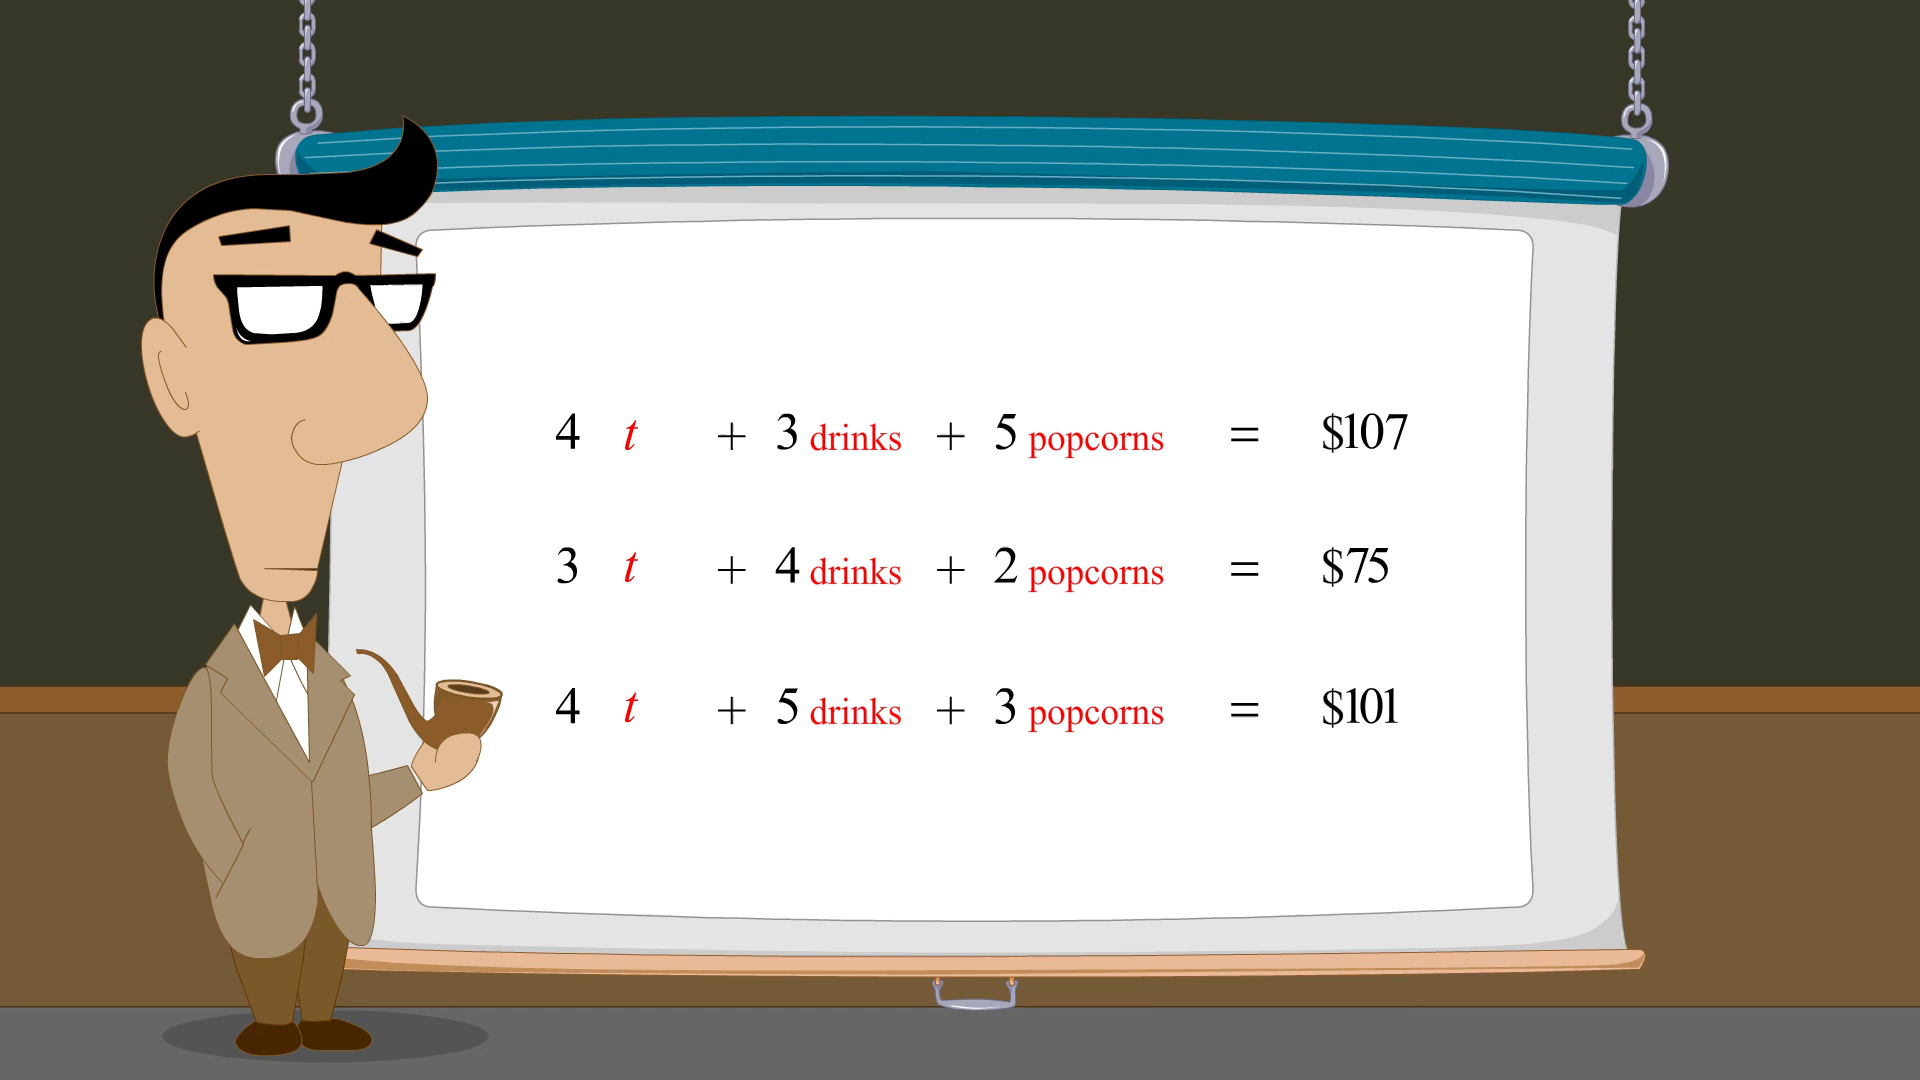 4 t + 3 drinks + 5 popcorns = $107
3 t + 4 drinks + 2 popcorns = $75
4 t + 5 drinks + 3 popcorns = $101